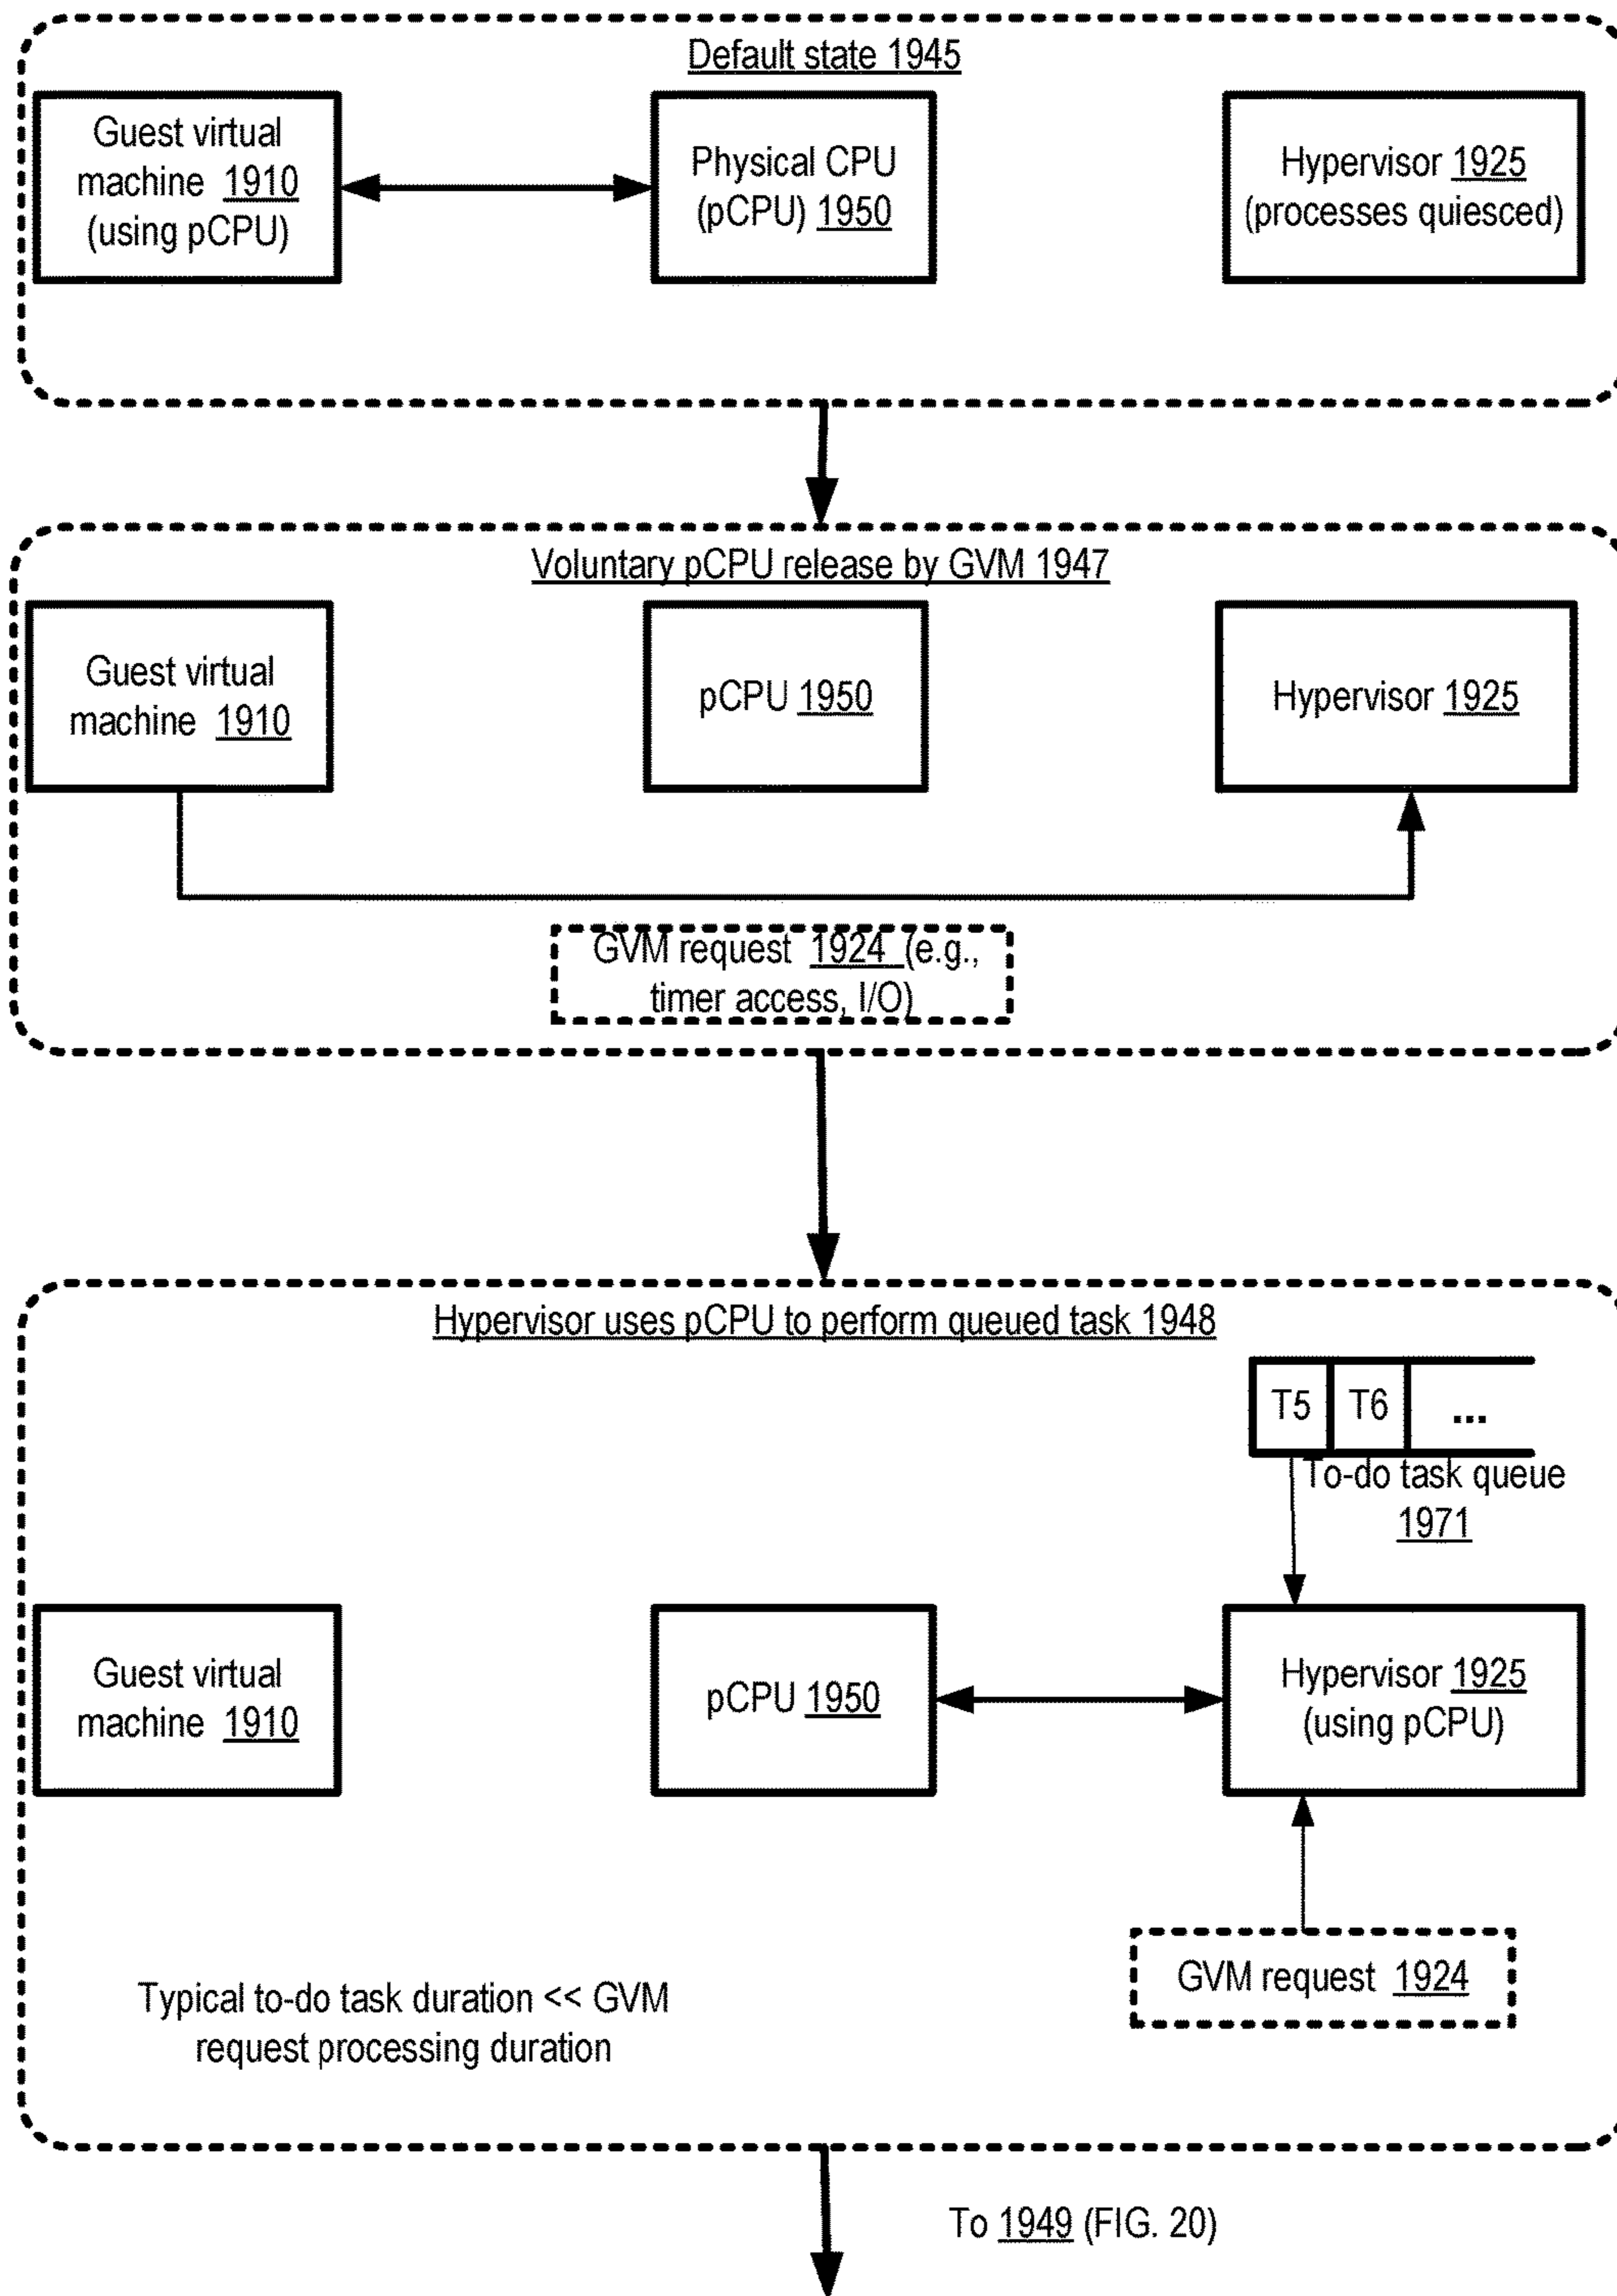 Default state 1945
Guest virtual
machine 1910
(using pCPU)
Physical CPU
(pCPU) 1950
Hypervisor 1925
(processes quiesced)
Voluntary pCPU release by GVM 1947
Guest virtual
machine 1910
pCPU 1950
Hypervisor 1925
GVM request 1924 (e.g.,
timer access, I/O)
Hypervisor uses pCPU to perform queued task 1948
T5 T6 ...
To-do task queue
1971
Guest virtual
machine 1910
pCPU 1950
Hypervisor 1925
(using pCPU)
GVM request 1924
Typical to-do task duration << GVM
request processing duration
To 1949 (FIG. 20)